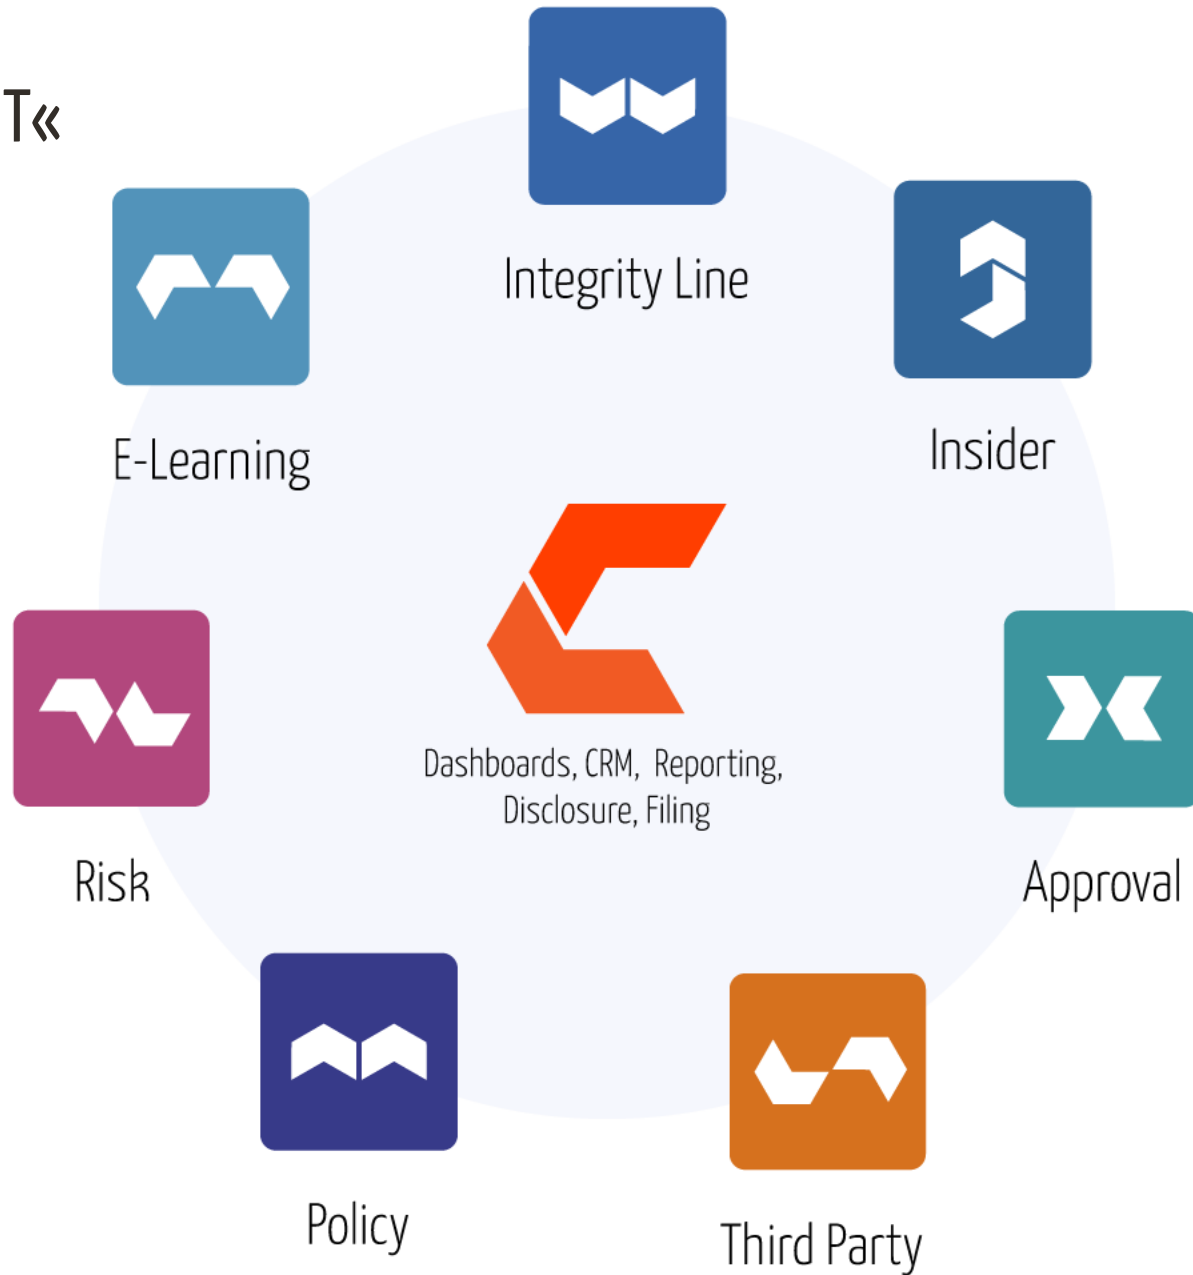 T«
Integrity Line
E-Learning
Insider
Dashboards, CRM, Reporting,
Disclosure, Filing
Risk
Approval
Policy
Third Party